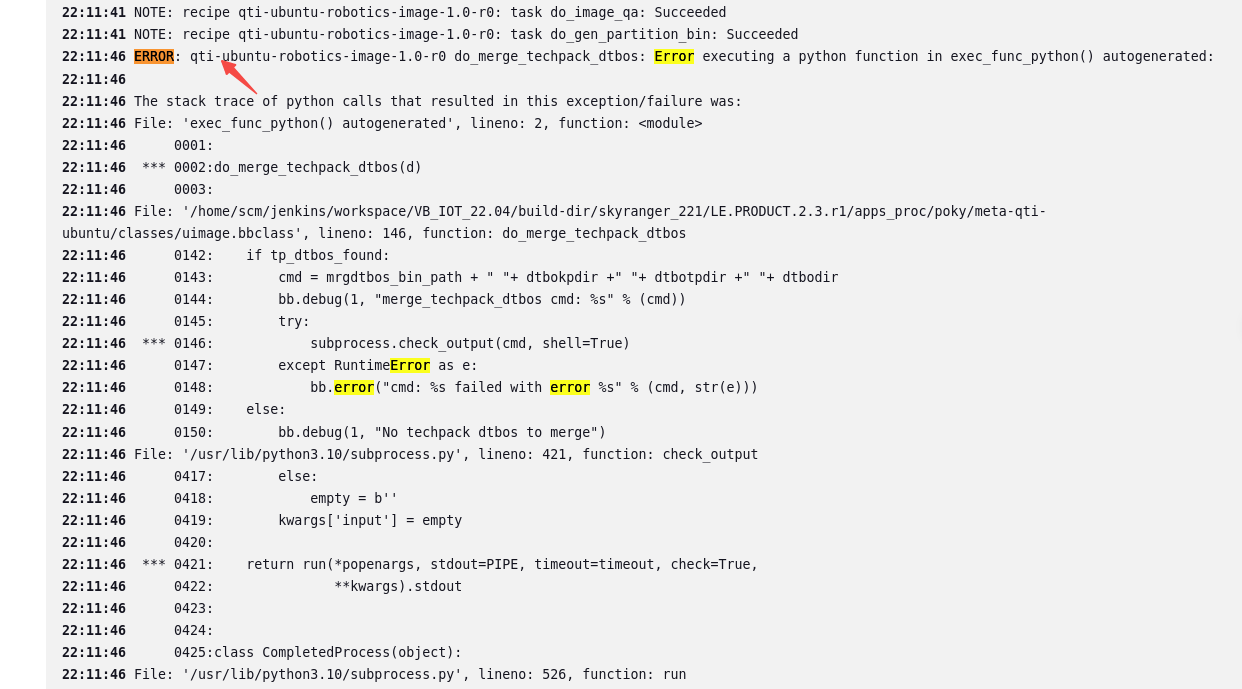 22:11:41 NOTE: recipe qti-ubuntu-robotics-image-1.0-r0: task do_image_qa: Succeeded
22:11:41 NOTE: recipe qti-ubuntu-robotics-image-1.0-r0: task do_gen_partition_bin: Succeeded
22:11:46 ERROR: qti-ubuntu-robotics-image-1.0-r0 do_merge_techpack_dtbos: Error executing a python function in exec_func_python() autogenerated:
22:11:46
22:11:46 The stack trace of python calls that resulted in this exception/failure was:
22:11:46 File: 'exec_func_python() autogenerated', lineno: 2, function: <module>
22:11:46      0001:
22:11:46  *** 0002:do_merge_techpack_dtbos(d)
22:11:46      0003:
22:11:46 File: '/home/scm/jenkins/workspace/VB_IOT_22.04/build-dir/skyranger_221/LE.PRODUCT.2.3.r1/apps_proc/poky/meta-qti-
ubuntu/classes/uimage.bbclass', lineno: 146, function: do_merge_techpack_dtbos
22:11:46      0142:    if tp_dtbos_found:
22:11:46      0143:        cmd = mrgdtbos_bin_path + " "+ dtbokpdir +" "+ dtbotpdir +" "+ dtbodir
22:11:46      0144:        bb.debug(1, "merge_techpack_dtbos cmd: %s" % (cmd))
22:11:46      0145:        try:
22:11:46  *** 0146:            subprocess.check_output(cmd, shell=True)
22:11:46      0147:        except RuntimeError as e:
22:11:46      0148:            bb.error("cmd: %s failed with error %s" % (cmd, str(e)))
22:11:46      0149:    else:
22:11:46      0150:        bb.debug(1, "No techpack dtbos to merge")
22:11:46 File: '/usr/lib/python3.10/subprocess.py', lineno: 421, function: check_output
22:11:46      0417:        else:
22:11:46      0418:            empty = b''
22:11:46      0419:        kwargs['input'] = empty
22:11:46      0420:
22:11:46  *** 0421:    return run(*popenargs, stdout=PIPE, timeout=timeout, check=True,
22:11:46      0422:               **kwargs).stdout
22:11:46      0423:
22:11:46      0424:
22:11:46      0425:class CompletedProcess(object):
22:11:46 File: '/usr/lib/python3.10/subprocess.py', lineno: 526, function: run